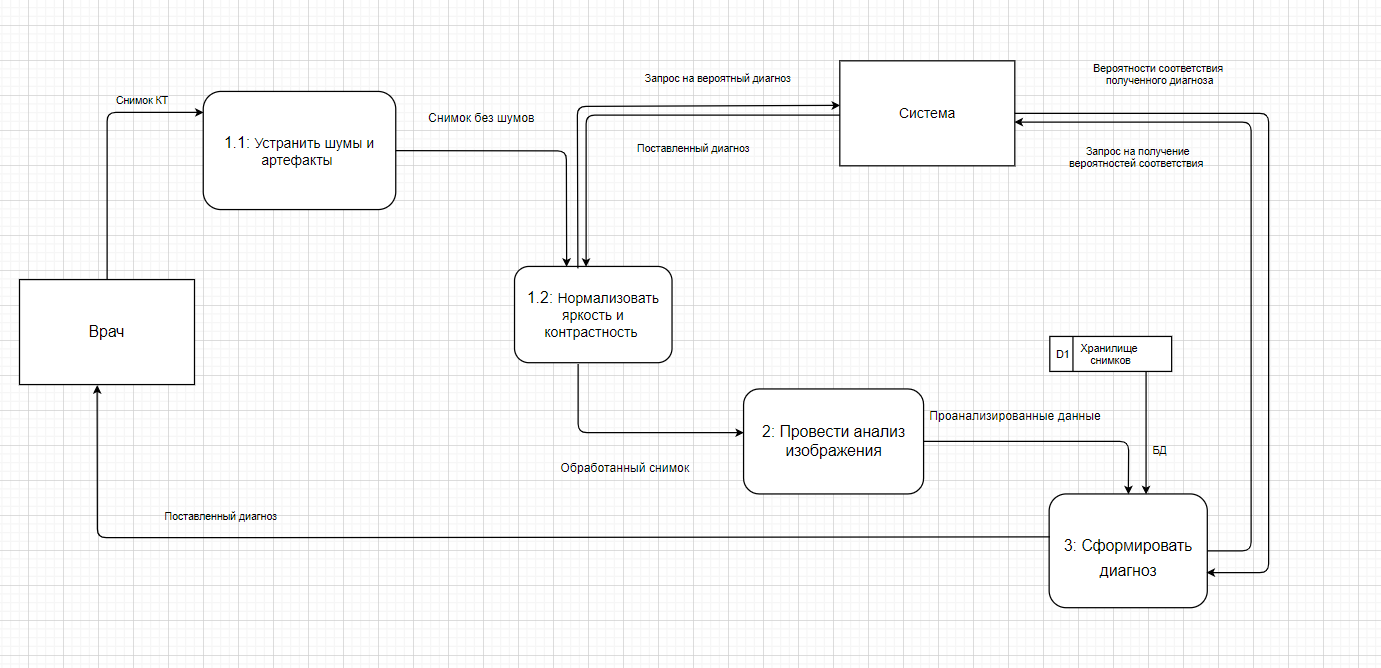 Снимок КТ
1.1: Устранить шумы и
артефакты
Снимок без шумов
Запрос на вероятный диагноз
Поставленный диагноз
Система
Вероятности соответствия
полученного диагноза
Запрос на получение
вероятностей соответствия
Врач
1.2: Нормализовать
яркость и
контрастность
D1
Хранилище
снимков
2: Провести анализ
изображения
Проанализированные данные
Обработанный снимок
БД
Поставленный диагноз
3: Сформировать
диагноз